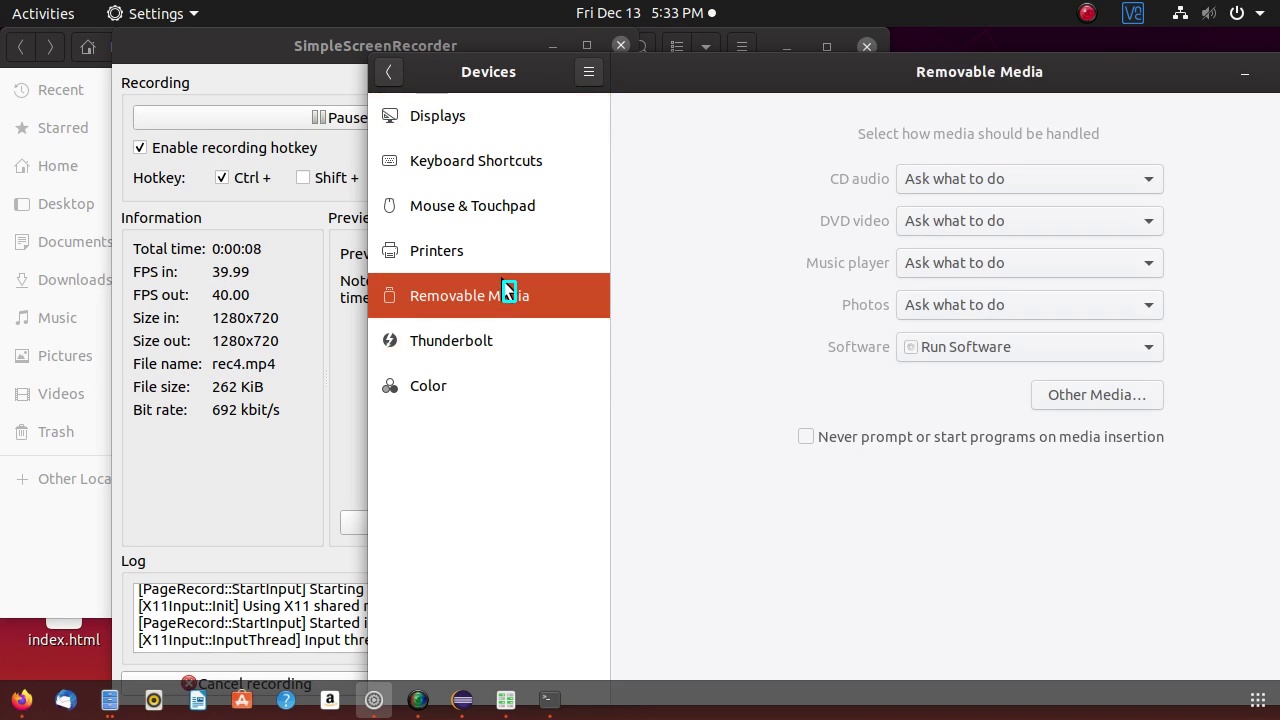 Activities
Settings
Fri Dec 13 5:33 PM
SimpleScreenRecorder
Recent
Starred
Home
Desktop
Documents
Downloads
Music
Pictures
Videos
Trash
Other Loca
index.html
Recording
Pause
Enable recording hotkey
Hotkey: Ctrl + Shift +
Information
Total time: 0:00:08
FPS in: 39.99
FPS out: 40.00
Size in: 1280x720
Size out: 1280x720
File name: rec4.mp4
File size: 262 KiB
Bit rate: 692 kbit/s
Log
[PageRecord::StartInput] Starting
[X11Input::Init] Using X11 shared
[PageRecord::StartInput] Started
[X11Input::InputThread] Input
Cancel recording
Devices
Displays
Keyboard Shortcuts
Mouse & Touchpad
Printers
Removable Media
Thunderbolt
Color
Removable Media
Select how media should be handled
CD audio Ask what to do
DVD video Ask what to do
Music player Ask what to do
Photos Ask what to do
Software Run Software
Other Media...
Never prompt or start programs on media insertion